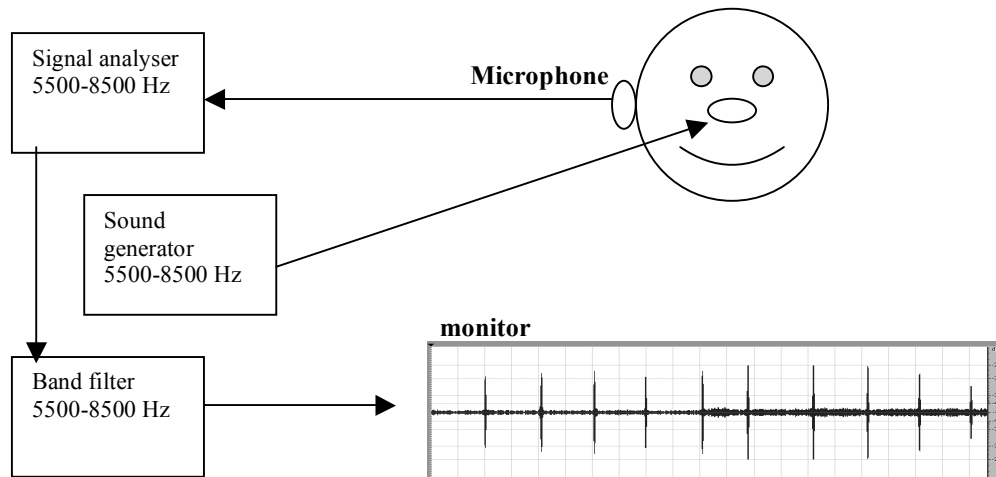 Signal analyser
5500-8500 Hz
Microphone
Sound
generator
5500-8500 Hz
monitor
Band filter
5500-8500 Hz